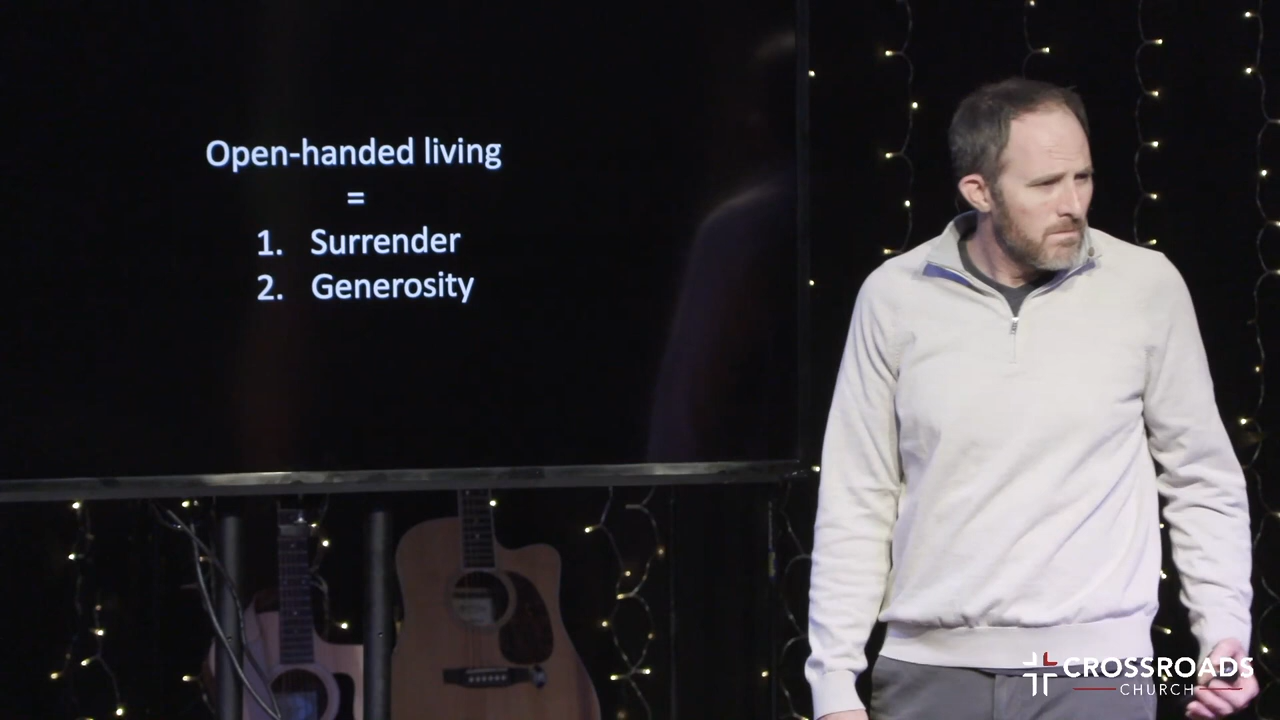 Open-handed living
=
1. Surrender
2. Generosity
CROSSROADS
CHURCH